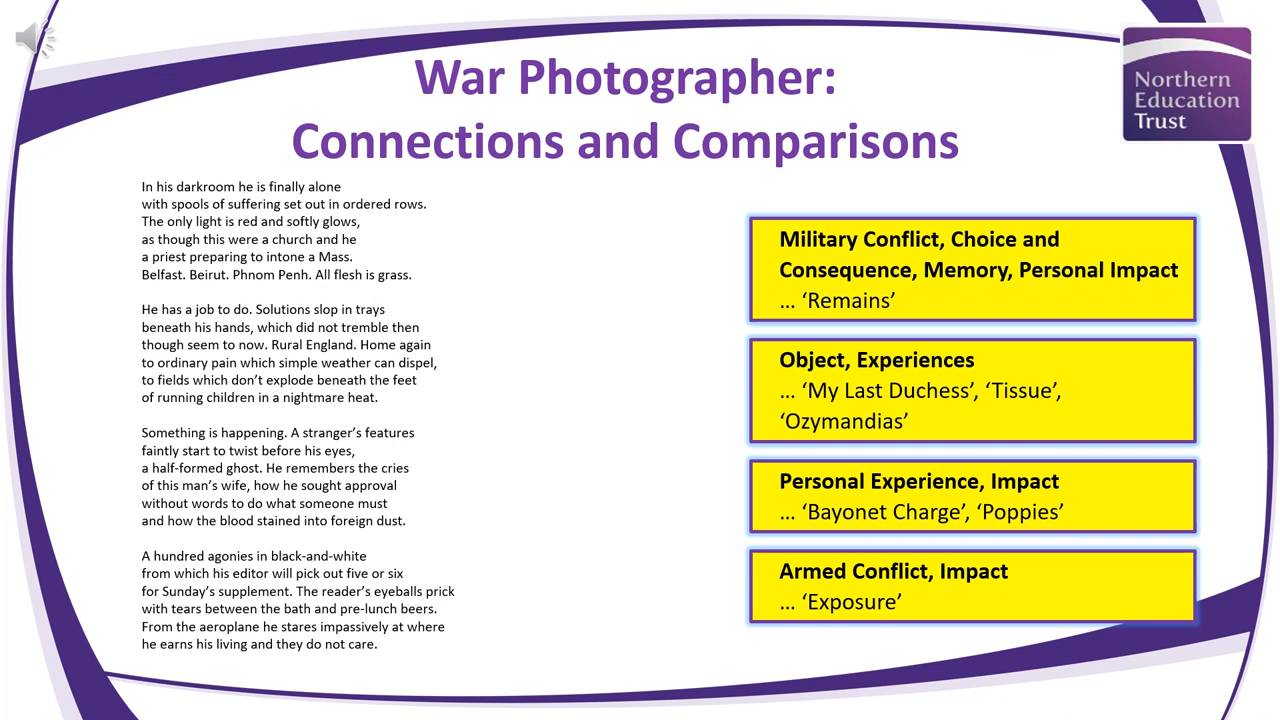 War Photographer:
Connections and Comparisons
Northern
Education
Trust
In his darkroom he is finally alone
with spools of suffering set out in ordered rows.
The only light is red and softly glows,
as though this were a church and he
a priest preparing to intone a Mass.
Belfast. Beirut. Phnom Penh. All flesh is grass.
He has a job to do. Solutions slop in trays
beneath his hands, which did not tremble then
though seem to now. Rural England. Home again
to ordinary pain which simple weather can dispel,
to fields which don’t explode beneath the feet
of running children in a nightmare heat.
Something is happening. A stranger’s features
faintly start to twist before his eyes,
a half-formed ghost. He remembers the cries
of this man’s wife, how he sought approval
without words to do what someone must
and how the blood stained into foreign dust.
A hundred agonies in black-and-white
from which his editor will pick out five or six
for Sunday’s supplement. The reader’s eyeballs prick
with tears between the bath and pre-lunch beers.
From the aeroplane he stares impassively at where
he earns his living and they do not care.
Military Conflict, Choice and
Consequence, Memory, Personal Impact
… ‘Remains’
Object, Experiences
… ‘My Last Duchess’, ‘Tissue’,
‘Ozymandias’
Personal Experience, Impact
… ‘Bayonet Charge’, ‘Poppies’
Armed Conflict, Impact
… ‘Exposure’